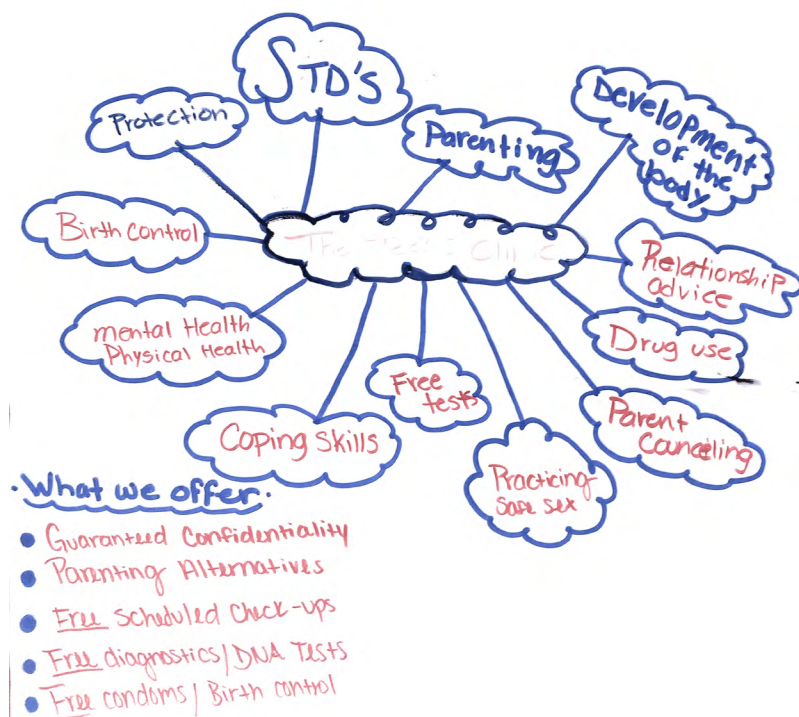 STD'S
Protection
Parenting
Development
of the
body
Birth control
The Clinic
Relationship
advice
mental Health
Physical Health
Drug use
Free
tests
Parent
Counceling
Coping Skills
Practicing
Safe sex
. What we offer.
Guaranteed Confidentiality
Parenting Alternatives
Free Scheduled Check-ups
Free diagnostics / DNA Tests
Free condoms / Birth control